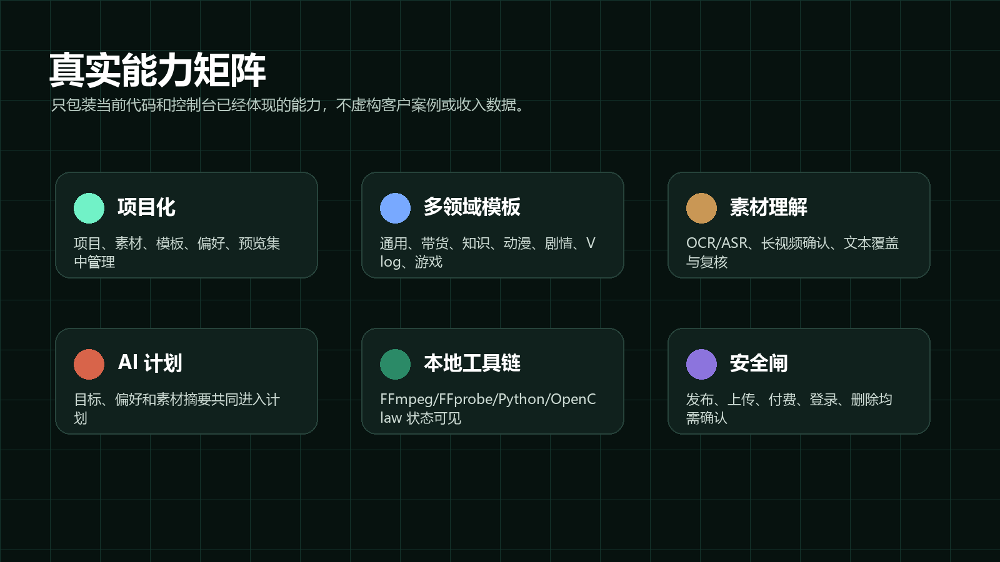 真实能力矩阵
只包装当前代码和控制台已经体现的能力，不虚构客户案例或收入数据。
项目化
项目、素材、模板、偏好、预览集
中管理
多领域模板
通用、带货、知识、动漫、剧情、V
log、游戏
素材理解
OCR/ASR、长视频确认、文本覆盖
与复核
AI 计划
目标、偏好和素材摘要共同进入计
划
本地工具链
FFmpeg/FFprobe/Python/OpenC
law 状态可见
安全闸
发布、上传、付费、登录、删除均
需确认